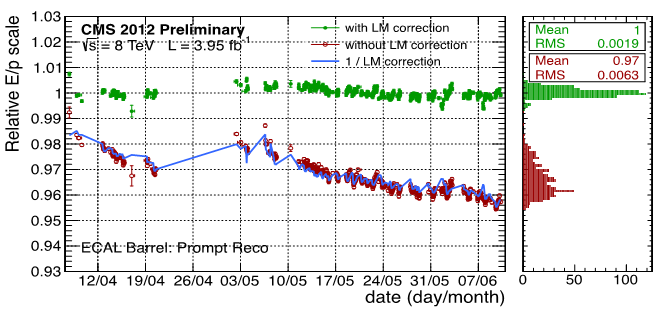 Relative E/p scale
1.03
1.02
1.01
1
0.99
0.98
0.97
0.96
0.95
0.94
0.93
CMS 2012 Preliminary
√s = 8 TeV L = 3.95 fb⁻¹
with LM correction
without LM correction
1 / LM correction
ECAL Barrel: Prompt Reco
12/04 19/04 26/04 03/05 10/05 17/05 24/05 31/05 07/06
date (day/month)
Mean 1
RMS 0.0019
Mean 0.97
RMS 0.0063
0 50 100